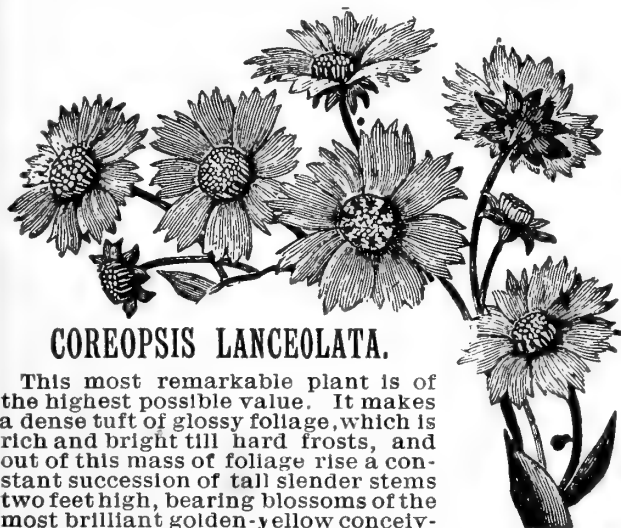 COREOPSIS LANCEOLATA.
This most remarkable plant is of
the highest possible value. It makes
a dense tuft of glossy foliage, which is
rich and bright till hard frosts, and
out of this mass of foliage rise a con-
stant succession of tall slender stems
two feet high, bearing blossoms of the
most brilliant golden-yellow conceiv-